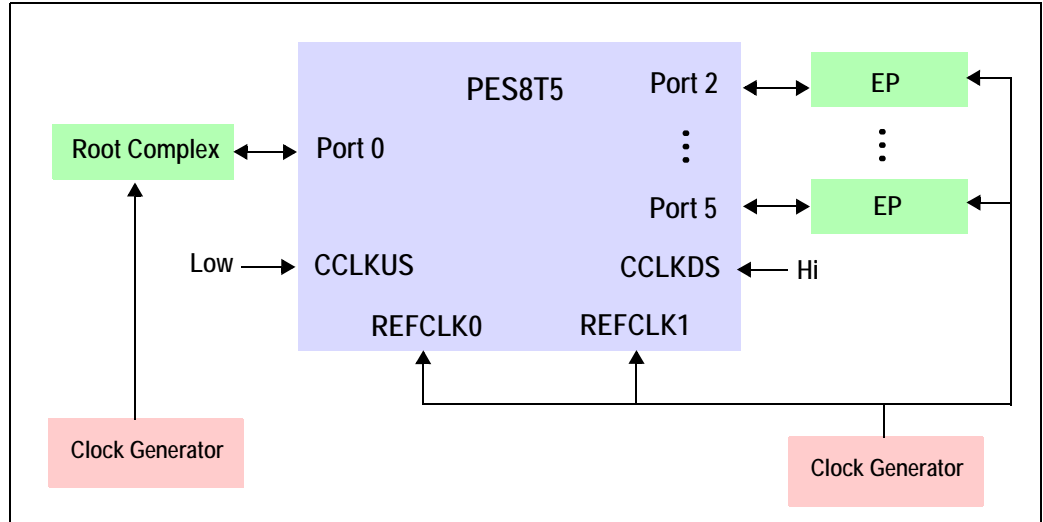 PES8T5
Port 2
EP
Root Complex
Port 0
Port 5
EP
Low
CCLKUS
CCLKDS
Hi
REFCLK0
REFCLK1
Clock Generator
Clock Generator